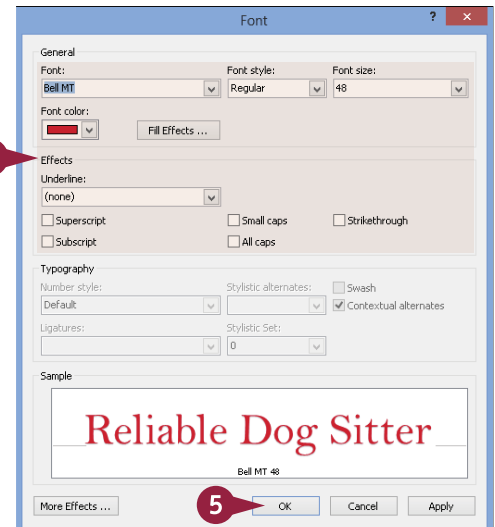 Font ? ×
General
Font: Font style: Font size:
Bell MT Regular 48
Font color:
Fill Effects ...
Effects
Underline:
(none)
Superscript Small caps Strikethrough
Subscript All caps
Typography
Number style: Stylistic alternates: Swash
Default Contextual alternates
Ligatures: Stylistic Set:
0
Sample
Reliable Dog Sitter
Bell MT 48
More Effects ... 5 OK Cancel Apply